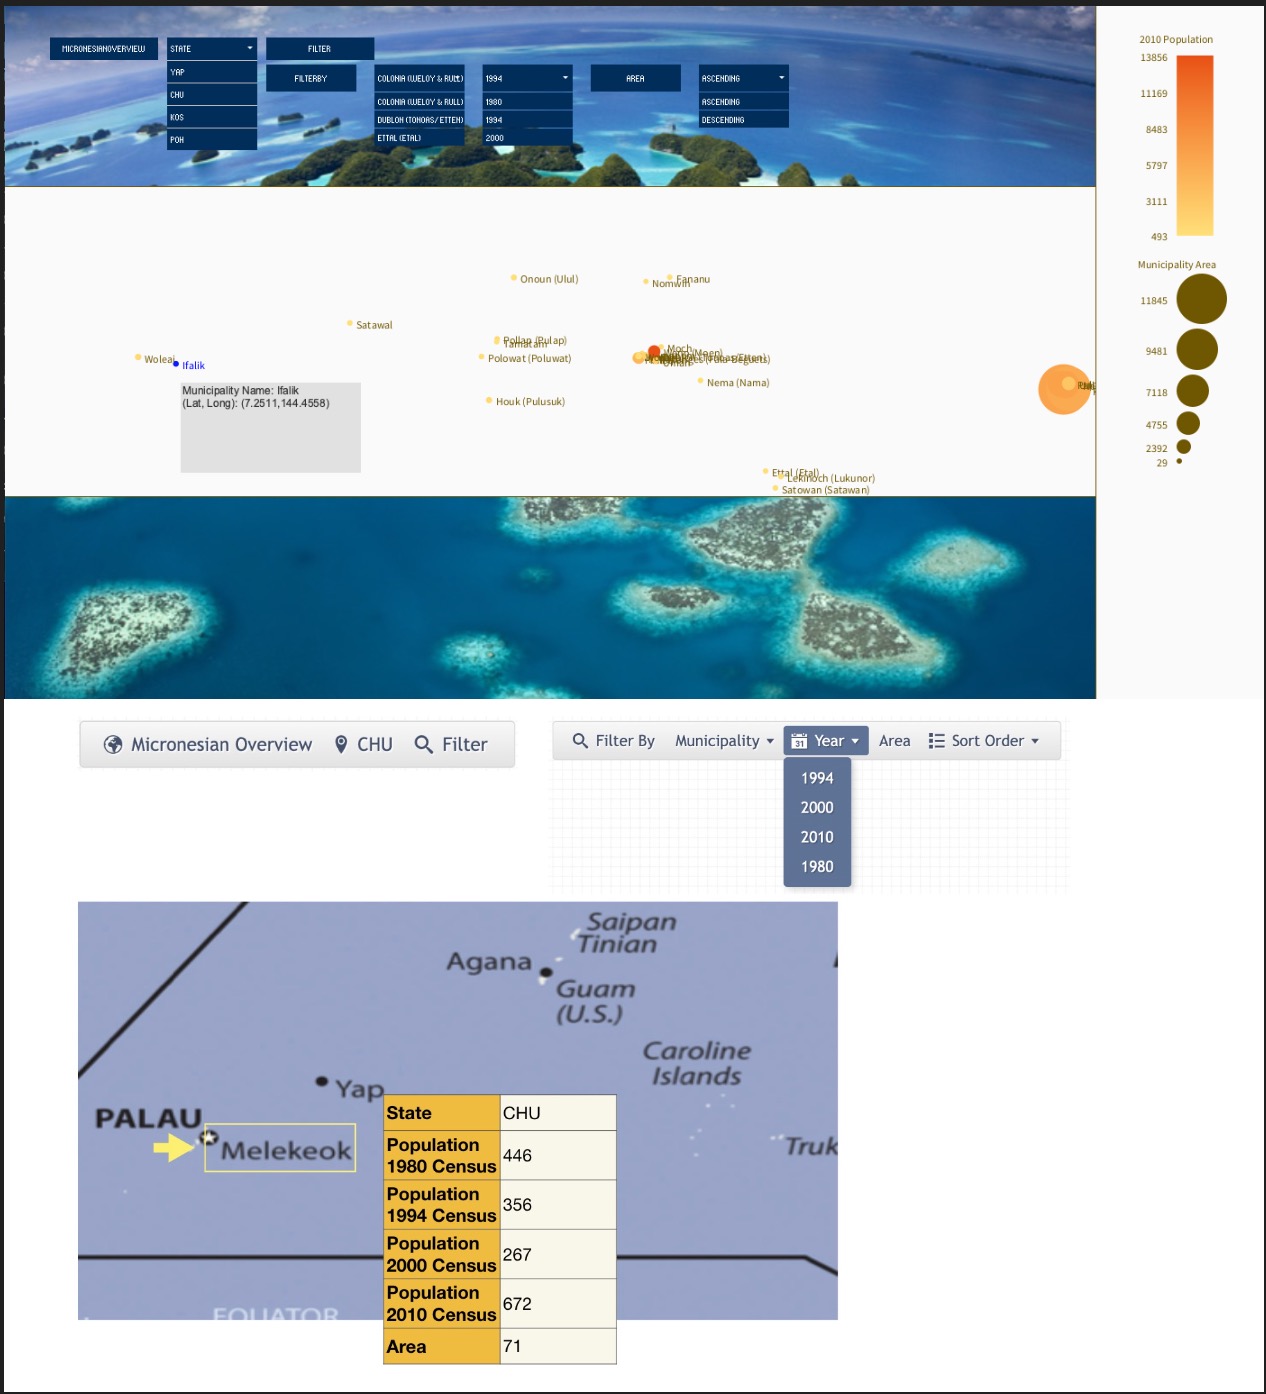 MICRONESIANOVERVIEW
STATE
FILTER
YAP
CHU
KOS
POH
FILTERBY
COLONIA (WELOY & RULL)
1994
AREA
ASCENDING
COLONIA (WELOY & RULL)
1980
ASCENDING
DUBLON (TONOAS/ETTEN)
1994
DESCENDING
ETTAL (ETAL)
2000
2010 Population
13856
11169
8483
5797
3111
493
Municipality Area
11845
9481
7118
4755
2392
29
Onoun (Ulul)
Fananu
Nomwin
Satawal
Pollap (Pulap)
Tamatam
Moch
Woleai
Polowat (Poluwat)
Ifalik
Nema (Nama)
Houk (Pulusuk)
Ettal (Etal)
Lekinoch (Lukunor)
Satowan (Satawan)
Municipality Name: Ifalik
(Lat, Long): (7.2511,144.4558)
Micronesian Overview CHU Filter
Filter By Municipality 31 Year Area Sort Order
1994
2000
2010
1980
Saipan
Tinian
Agana
Guam
(U.S.)
Caroline
Islands
Yap
PALAU
Melekeok
Truk
EQUATOR
State CHU
Population
1980 Census 446
Population
1994 Census 356
Population
2000 Census 267
Population
2010 Census 672
Area 71